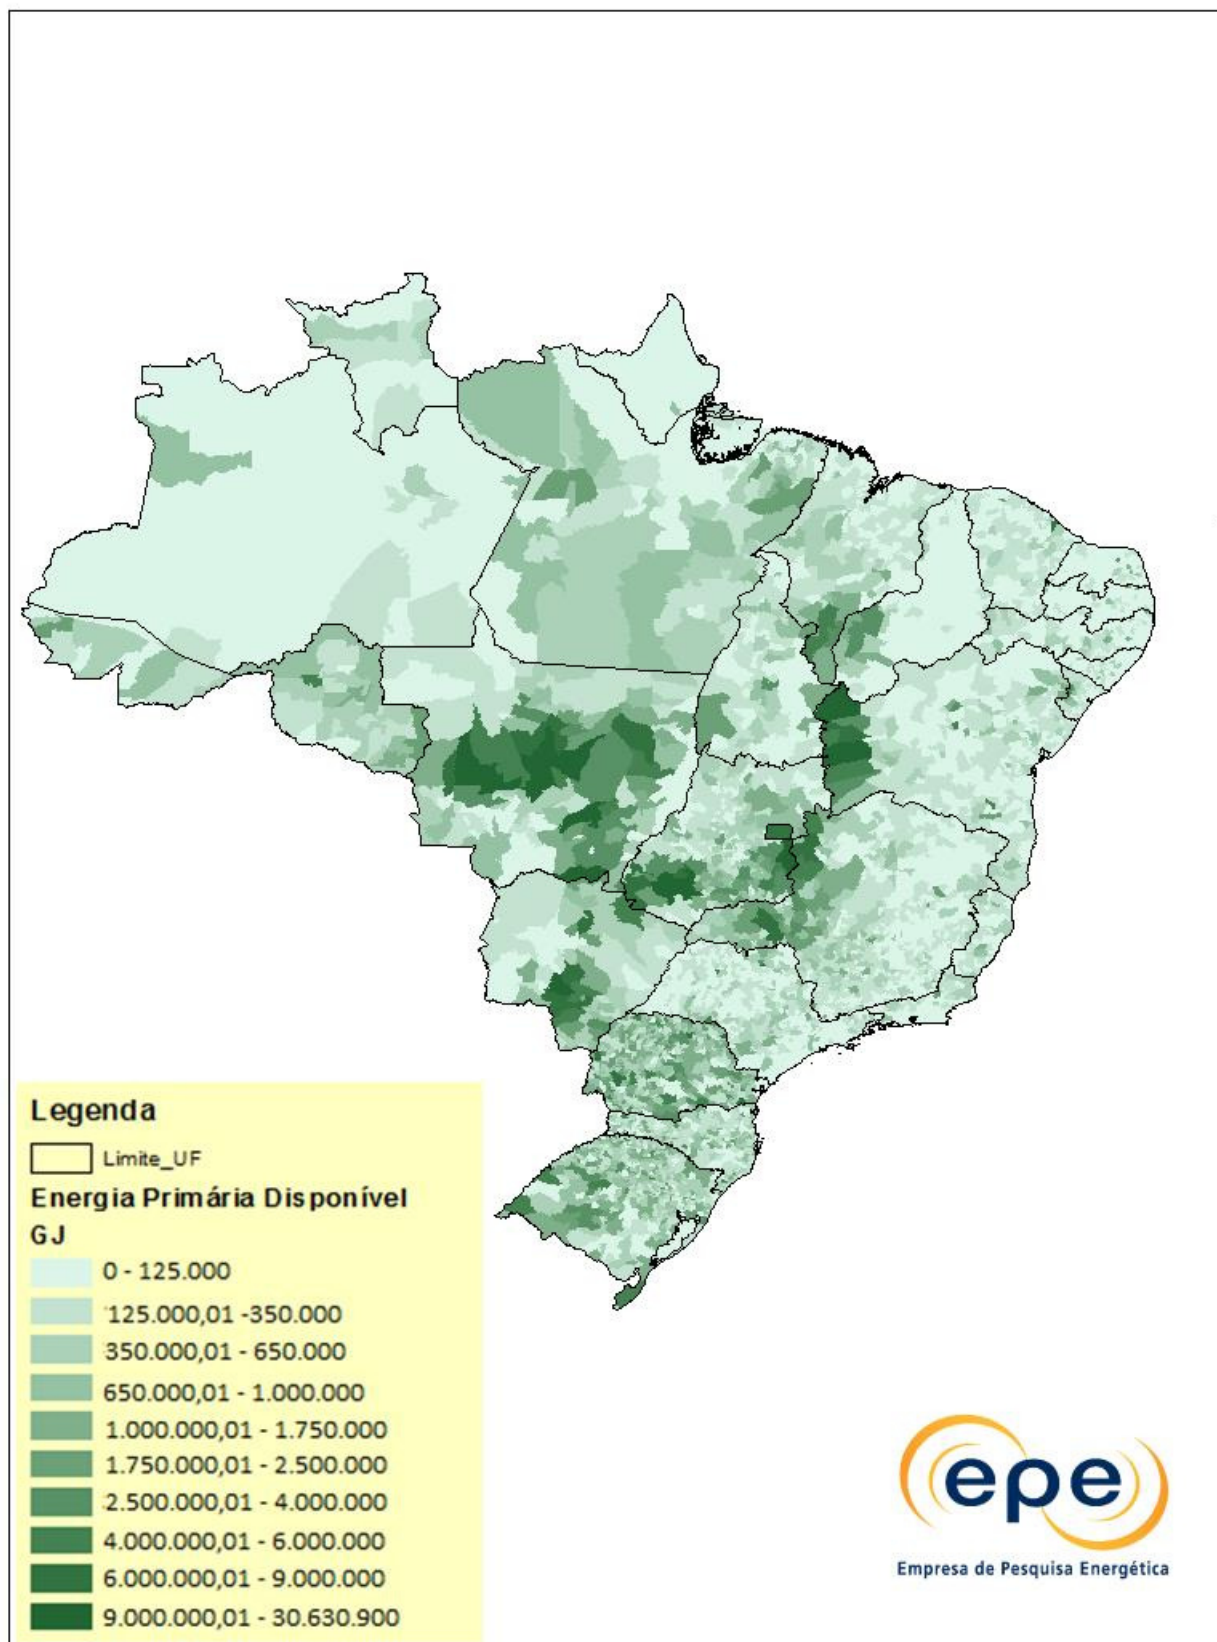 Legenda
Limite_UF
Energia Primária Disponível
GJ
0 - 125.000
125.000,01 -350.000
350.000,01 - 650.000
650.000,01 - 1.000.000
1.000.000,01 - 1.750.000
1.750.000,01 - 2.500.000
2.500.000,01 - 4.000.000
4.000.000,01 - 6.000.000
6.000.000,01 - 9.000.000
9.000.000,01 - 30.630.900
epe
Empresa de Pesquisa Energética